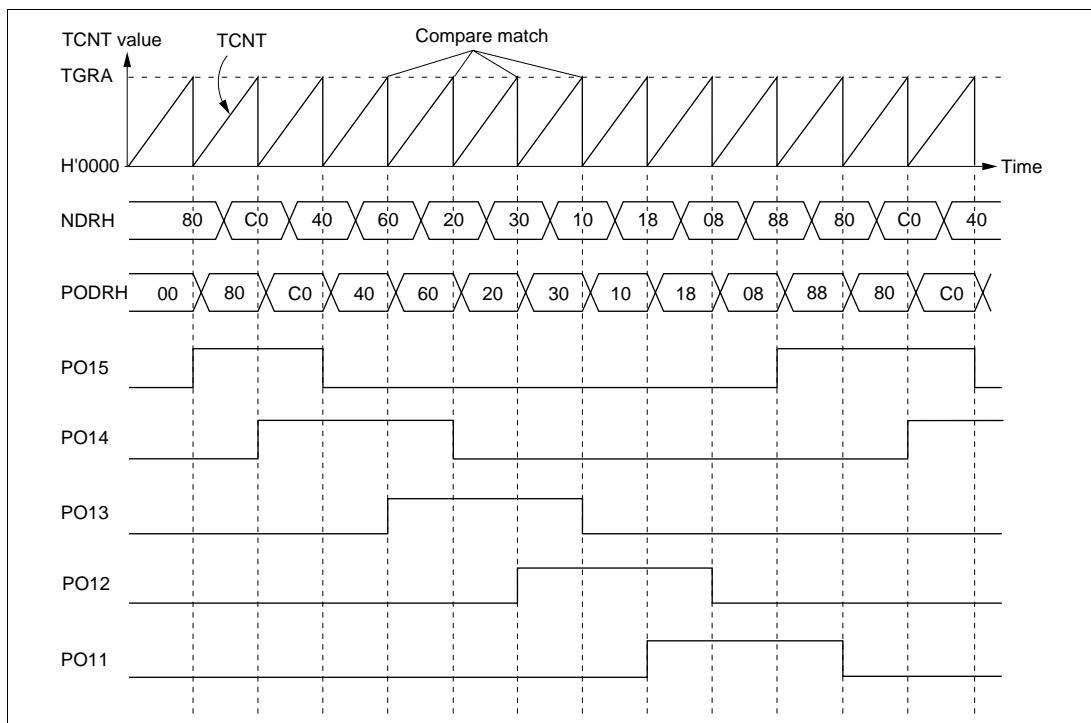 TCNT value
TCNT
Compare match
TGRA
H'0000
Time
NDRH
80 C0 40 60 20 30 10 18 08 88 80 C0 40
PODRH
00 80 C0 40 60 20 30 10 18 08 88 80 C0
PO15
PO14
PO13
PO12
PO11